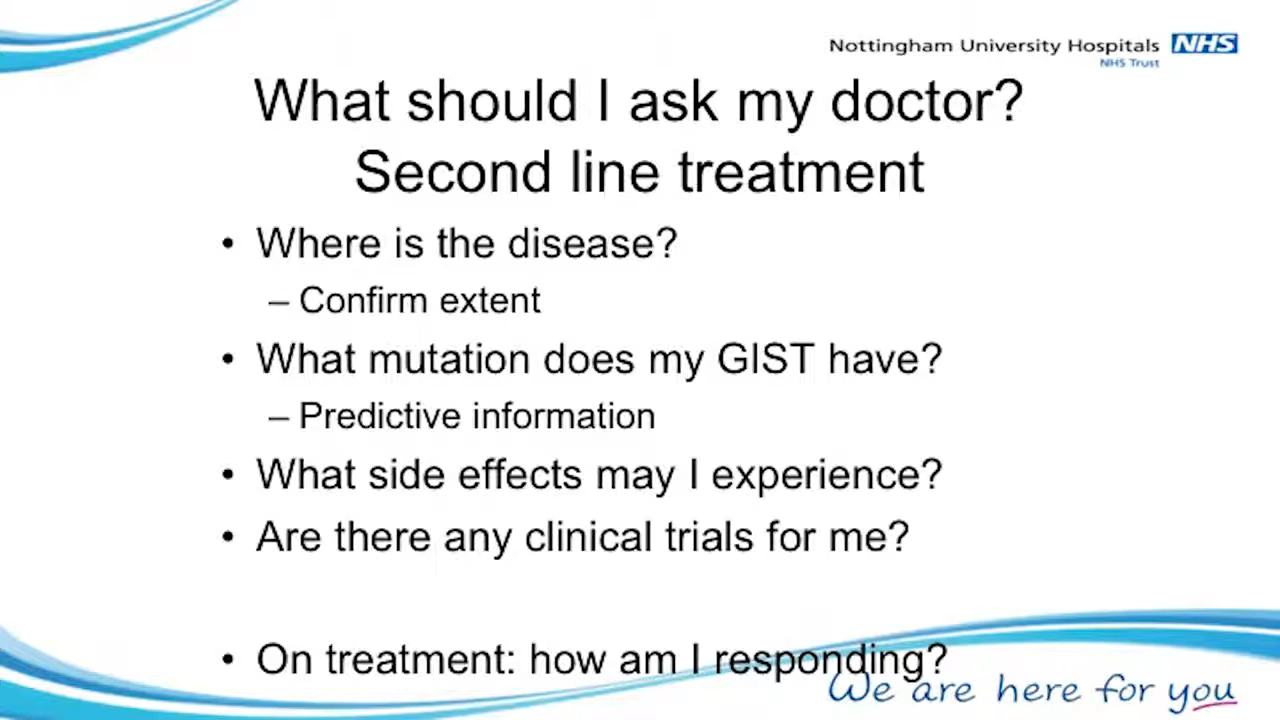 Nottingham University Hospitals NHS
NHS Trust
What should I ask my doctor?
Second line treatment
• Where is the disease?
– Confirm extent
• What mutation does my GIST have?
– Predictive information
• What side effects may I experience?
• Are there any clinical trials for me?
• On treatment: how am I responding?
We are here for you